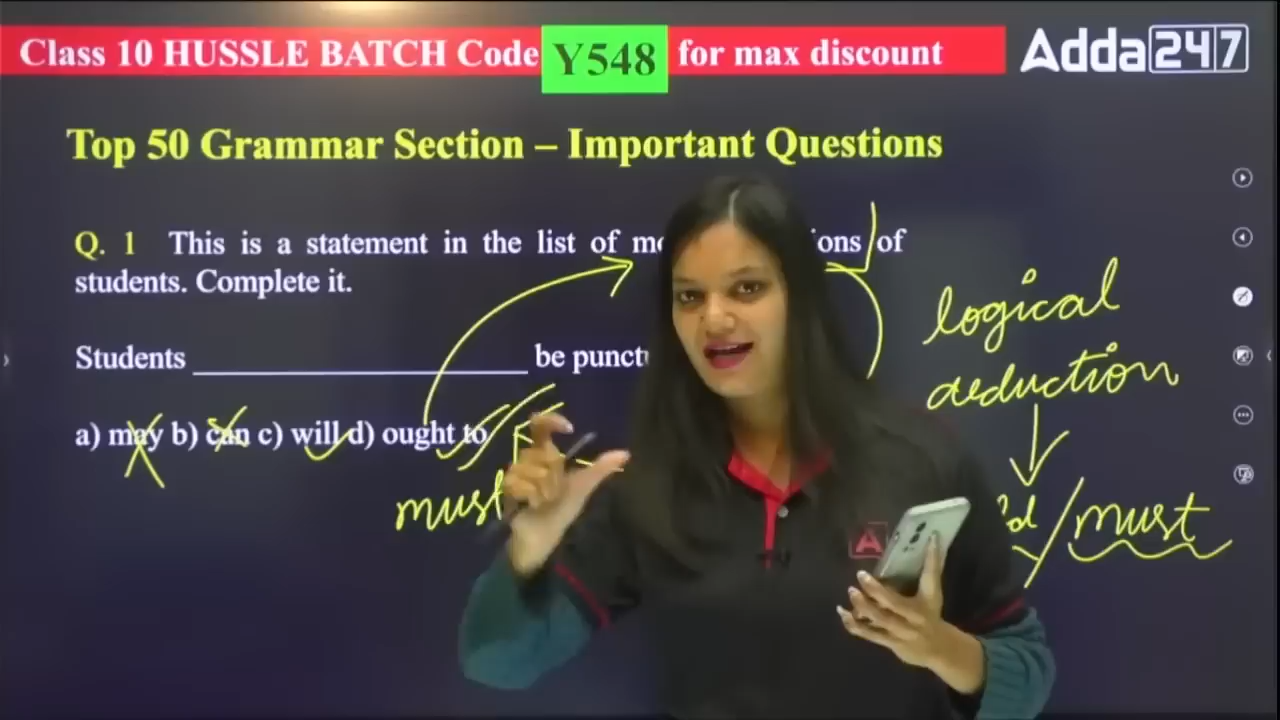 Class 10 HUSSLE BATCH Code Y548 for max discount
Adda247
Top 50 Grammar Section – Important Questions
Q. 1 This is a statement in the list of of
students. Complete it.
Students ____________________ be
a) may b) can c) will d) ought to
must
logical
deduction
/must
A